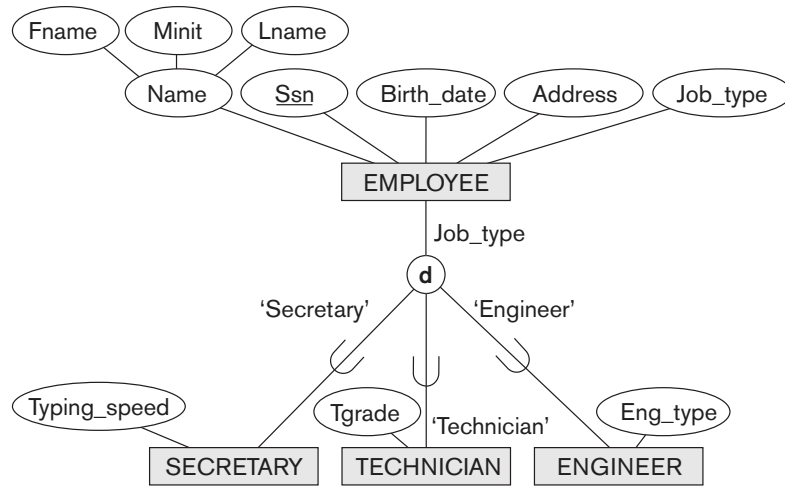 Fname Minit Lname
Name Ssn Birth_date Address Job_type
EMPLOYEE
Job_type
d
‘Secretary’ ‘Engineer’
Typing_speed Tgrade ‘Technician’ Eng_type
SECRETARY TECHNICIAN ENGINEER